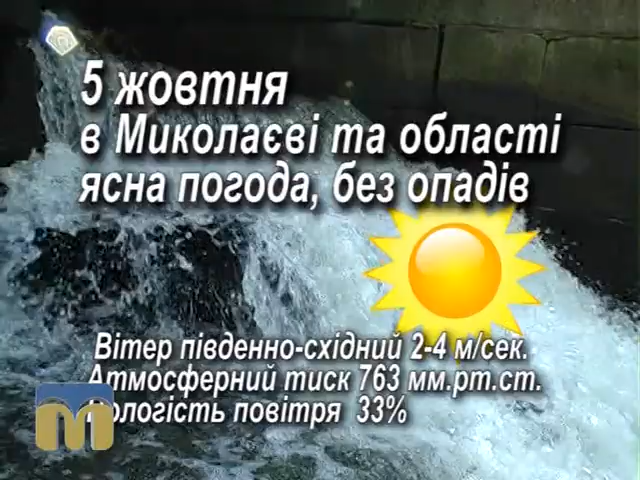 5 жовтня
в Миколаєві та області
ясна погода, без опадів
Вітер південно-східний 2-4 м/сек.
Атмосферний тиск 763 мм.рт.ст.
вологість повітря 33%